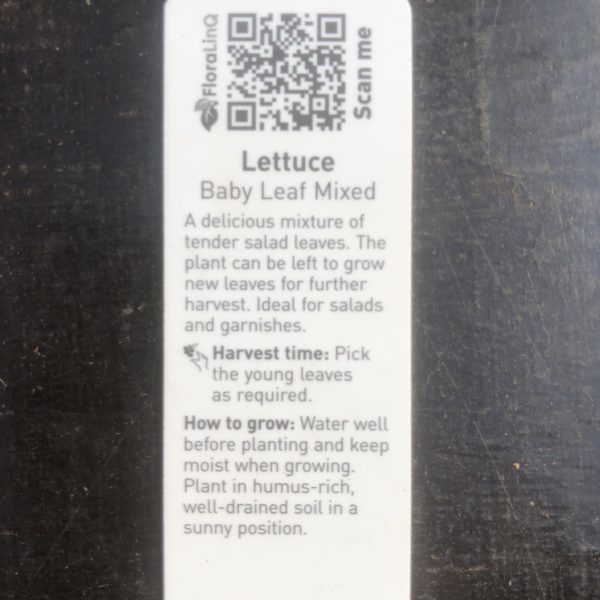 FloraLinQ
Scan me
Lettuce
Baby Leaf Mixed
A delicious mixture of
tender salad leaves. The
plant can be left to grow
new leaves for further
harvest. Ideal for salads
and garnishes.
Harvest time: Pick
the young leaves
as required.
How to grow: Water well
before planting and keep
moist when growing.
Plant in humus-rich,
well-drained soil in a
sunny position.